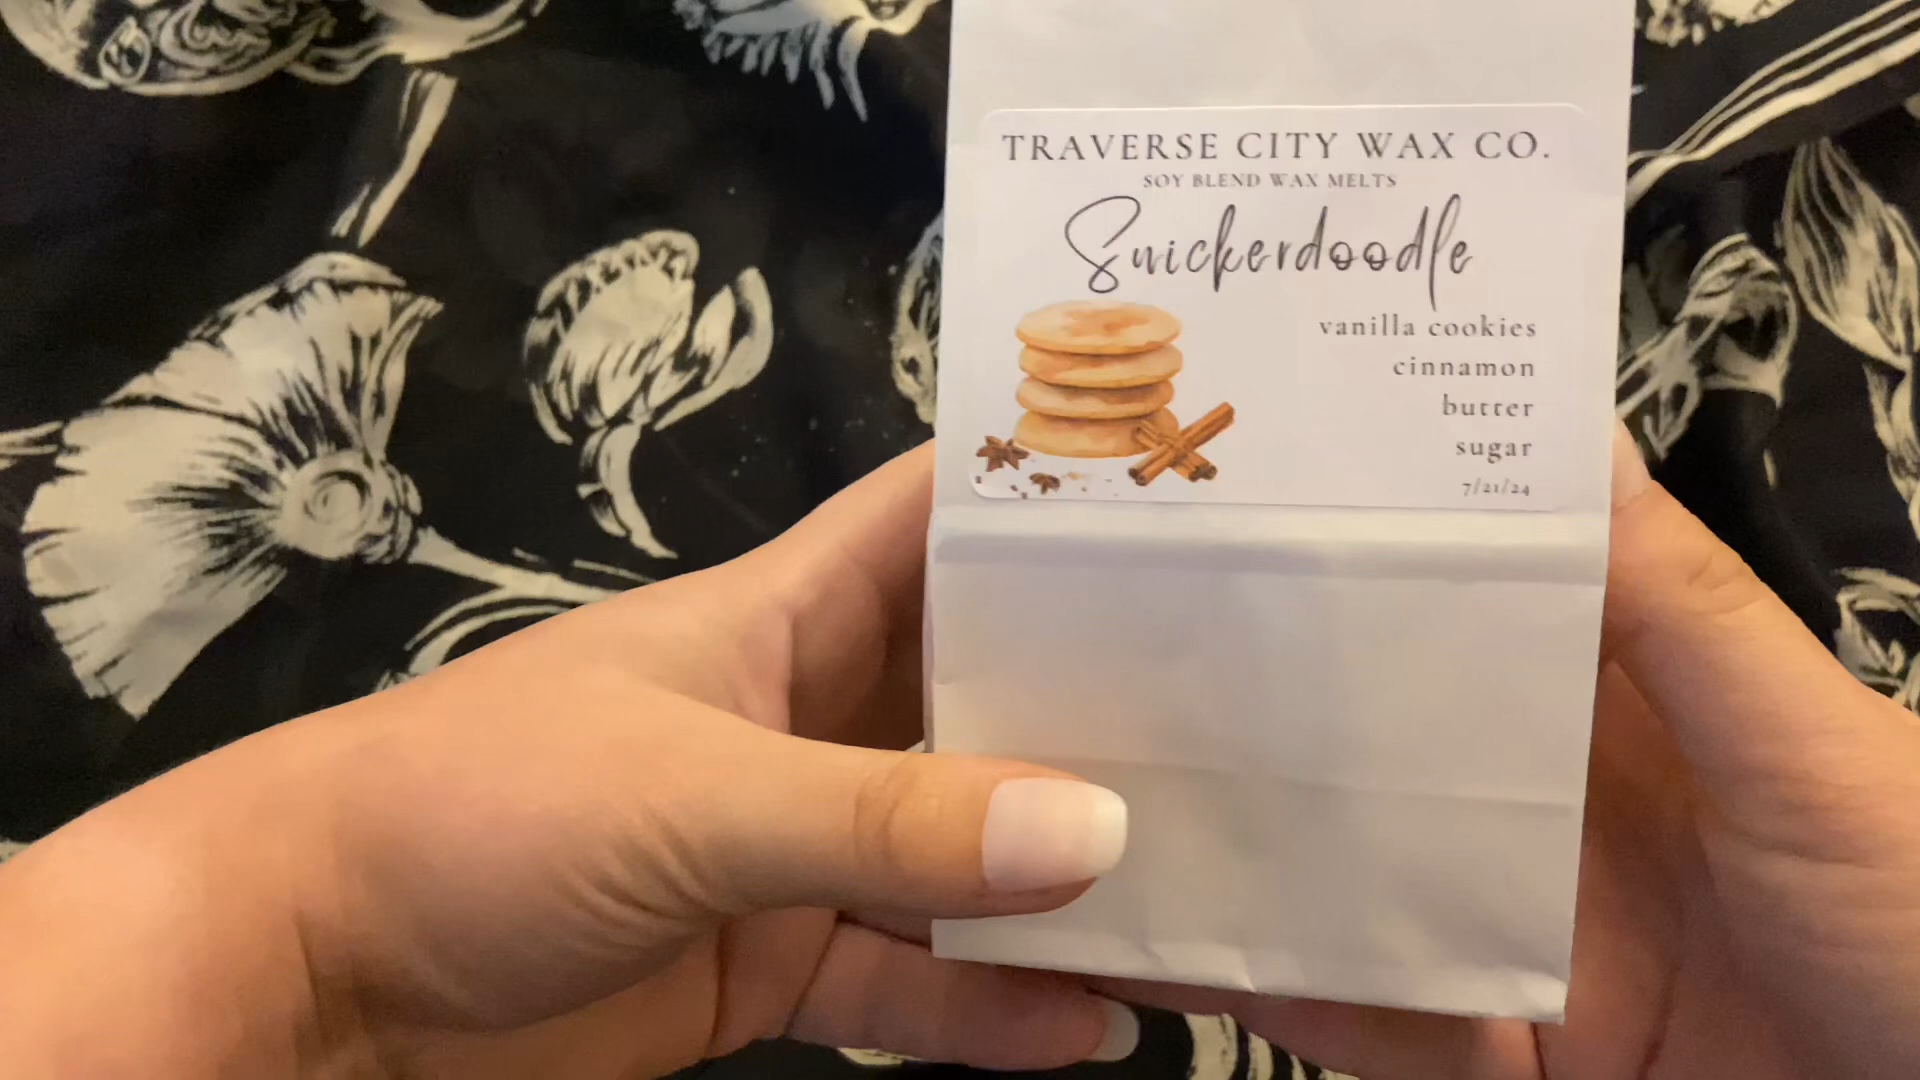 TRAVERSE CITY WAX CO.
SOY BLEND WAX MELTS
Snickerdoodle
vanilla cookies
cinnamon
butter
sugar
7/21/24